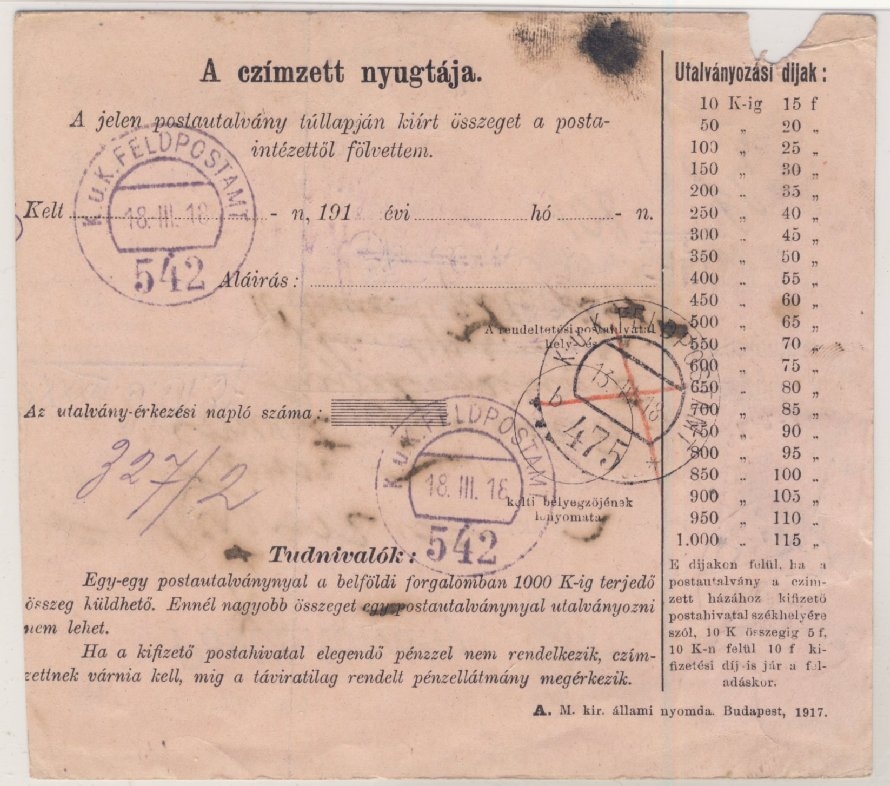 A czímzett nyugtája.
A jelen postautalvány túllapján kiírt összeget a posta-
intézettől fölvettem.
Kelt - n, 191 évi hó - n.
K.U.K. FELDPOSTAMT
18. III. 18
542
Aláirás:
A rendeltetési postahivatal
helyi és
K.U.K. FELDPOSTAMT
b
475
*
Az utalvány-érkezési napló száma:
327/2
K.U.K. FELDPOSTAMT
18. III. 18
542
kelti bélyegzőjének
lenyomata
Tudnivalók:
Egy-egy postautalványnyal a belföldi forgalomban 1000 K-ig terjedő
összeg küldhető. Ennél nagyobb összeget egy postautalványnyal utalványozni
nem lehet.
Ha a kifizető postahivatal elegendő pénzzel nem rendelkezik, czím-
zettnek várnia kell, mig a táviratilag rendelt pénzellátmány megérkezik.
Utalványozási dijak:
10 K-ig 15 f
50 „ 20 „
100 „ 25 „
150 „ 30 „
200 „ 35 „
250 „ 40 „
300 „ 45 „
350 „ 50 „
400 „ 55 „
450 „ 60 „
500 „ 65 „
550 „ 70 „
600 „ 75 „
650 „ 80 „
700 „ 85 „
750 „ 90 „
800 „ 95 „
850 „ 100 „
900 „ 105 „
950 „ 110 „
1.000 „ 115 „
E dijakon felül, ha a
postautalvány a czím-
zett házához kifizető
postahivatal székhelyére
szól, 10 K összegig 5 f,
10 K-n felül 10 f ki-
fizetési díj is jár a fel-
adáskor.
A. M. kir. állami nyomda. Budapest, 1917.